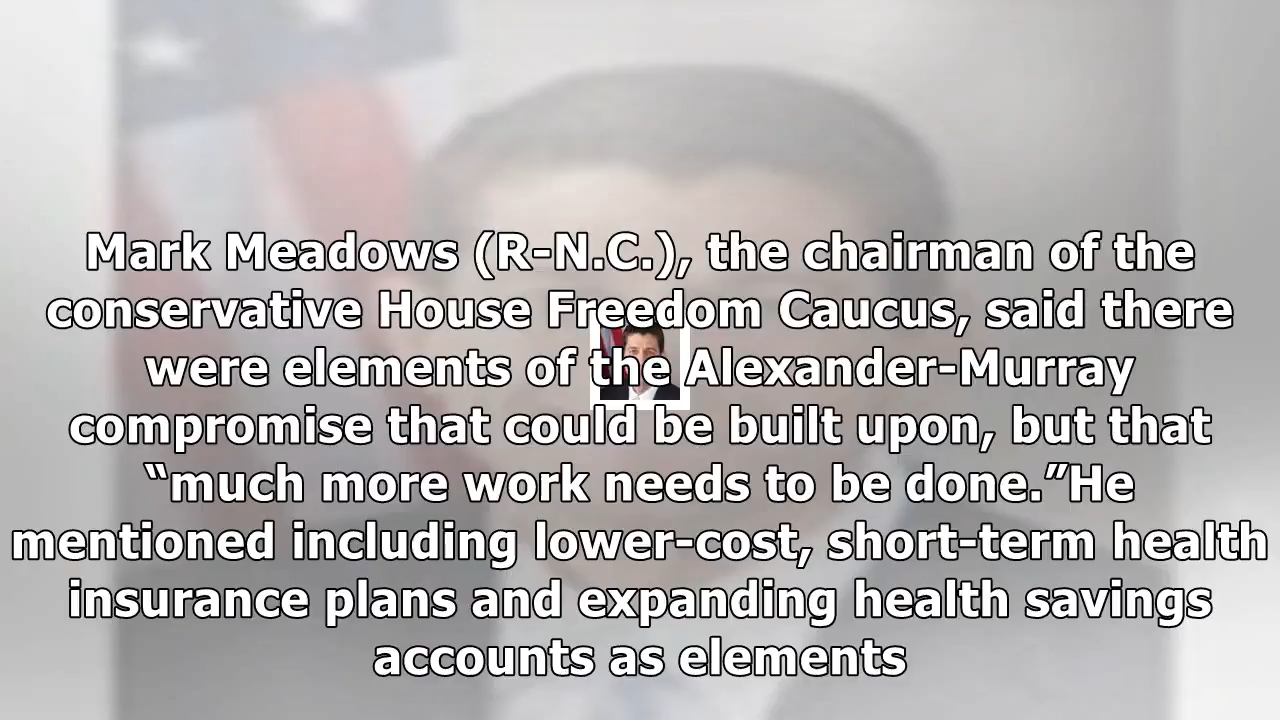 Mark Meadows (R-N.C.), the chairman of the
conservative House Freedom Caucus, said there
were elements of the Alexander-Murray
compromise that could be built upon, but that
“much more work needs to be done.”He
mentioned including lower-cost, short-term health
insurance plans and expanding health savings
accounts as elements